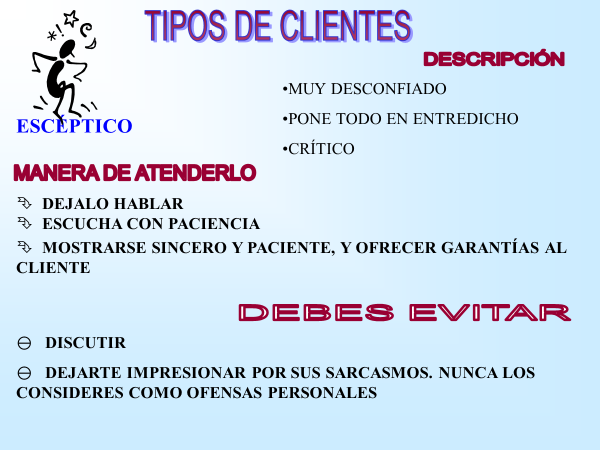 TIPOS DE CLIENTES
DESCRIPCIÓN
•MUY DESCONFIADO
•PONE TODO EN ENTREDICHO
•CRÍTICO
ESCEPTICO
MANERA DE ATENDERLO
DEJALO HABLAR
ESCUCHA CON PACIENCIA
MOSTRARSE SINCERO Y PACIENTE, Y OFRECER GARANTÍAS AL
CLIENTE
DEBES EVITAR
DISCUTIR
DEJARTE IMPRESIONAR POR SUS SARCASMOS. NUNCA LOS
CONSIDERES COMO OFENSAS PERSONALES